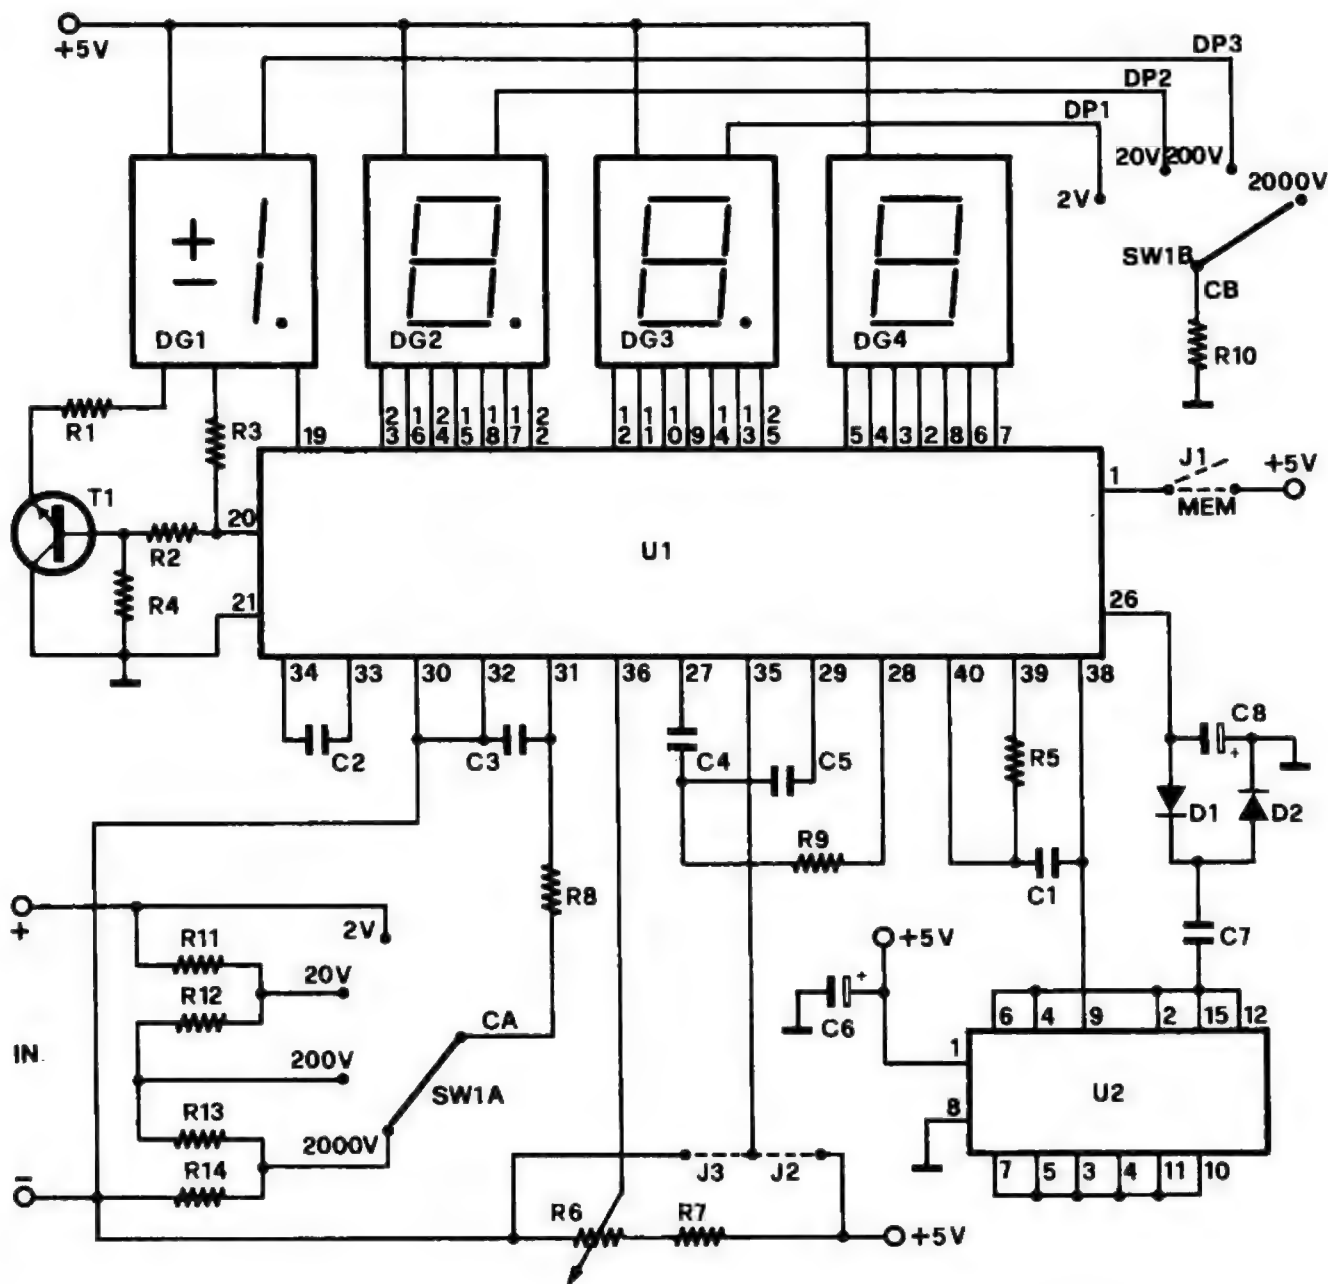 +5V
DP3
DP2
DP1
20V 200V
2000V
2V
SW1B
CB
R10
DG1
DG2
DG3
DG4
R1
R3
19
23 16 24 15 18 17 22
12 11 10 9 14 13 25
5 4 3 2 8 6 7
T1
R2
20
R4
21
U1
1
J1
+5V
MEM
26
34 33 30 32 31 36 27 35 29 28 40 39 38
C2
C3
C4
C5
R5
C8
+
D1
D2
R9
C1
R8
C7
+
R11
2V
R12
20V
+5V
+
C6
IN
CA
200V
SW1A
R13
2000V
R14
−
6 4 9 2 15 12
1
U2
8
7 5 3 4 11 10
J3
J2
R6
R7
+5V